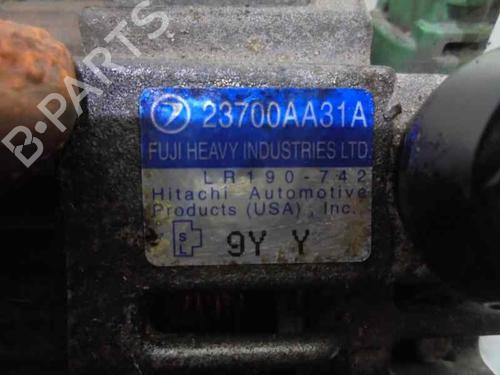 B-PARTS
23700AA31A
FUJI HEAVY INDUSTRIES LTD.
LR190-742
Hitachi Automotive
Products (USA), Inc.
S
L
9Y Y